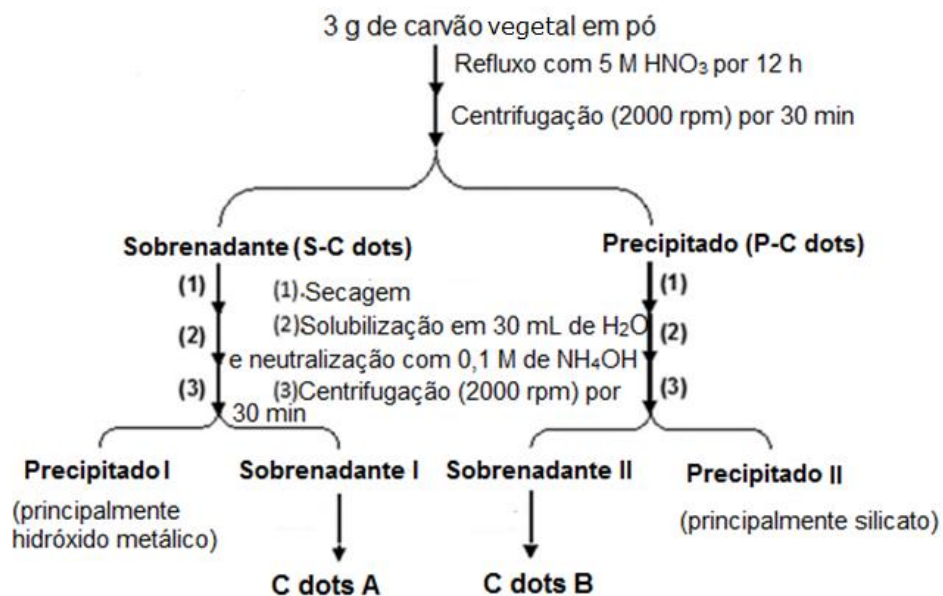 3 g de carvão vegetal em pó
Refluxo com 5 M HNO₃ por 12 h
Centrifugação (2000 rpm) por 30 min
Sobrenadante (S-C dots)
Precipitado (P-C dots)
(1)
(1).Secagem
(1)
(2)
(2)Solubilização em 30 mL de H₂O
(2)
e neutralização com 0,1 M de NH₄OH
(3)
(3)Centrifugação (2000 rpm) por
(3)
30 min
Precipitado I
Sobrenadante I
Sobrenadante II
Precipitado II
(principalmente
hidróxido metálico)
(principalmente silicato)
C dots A
C dots B